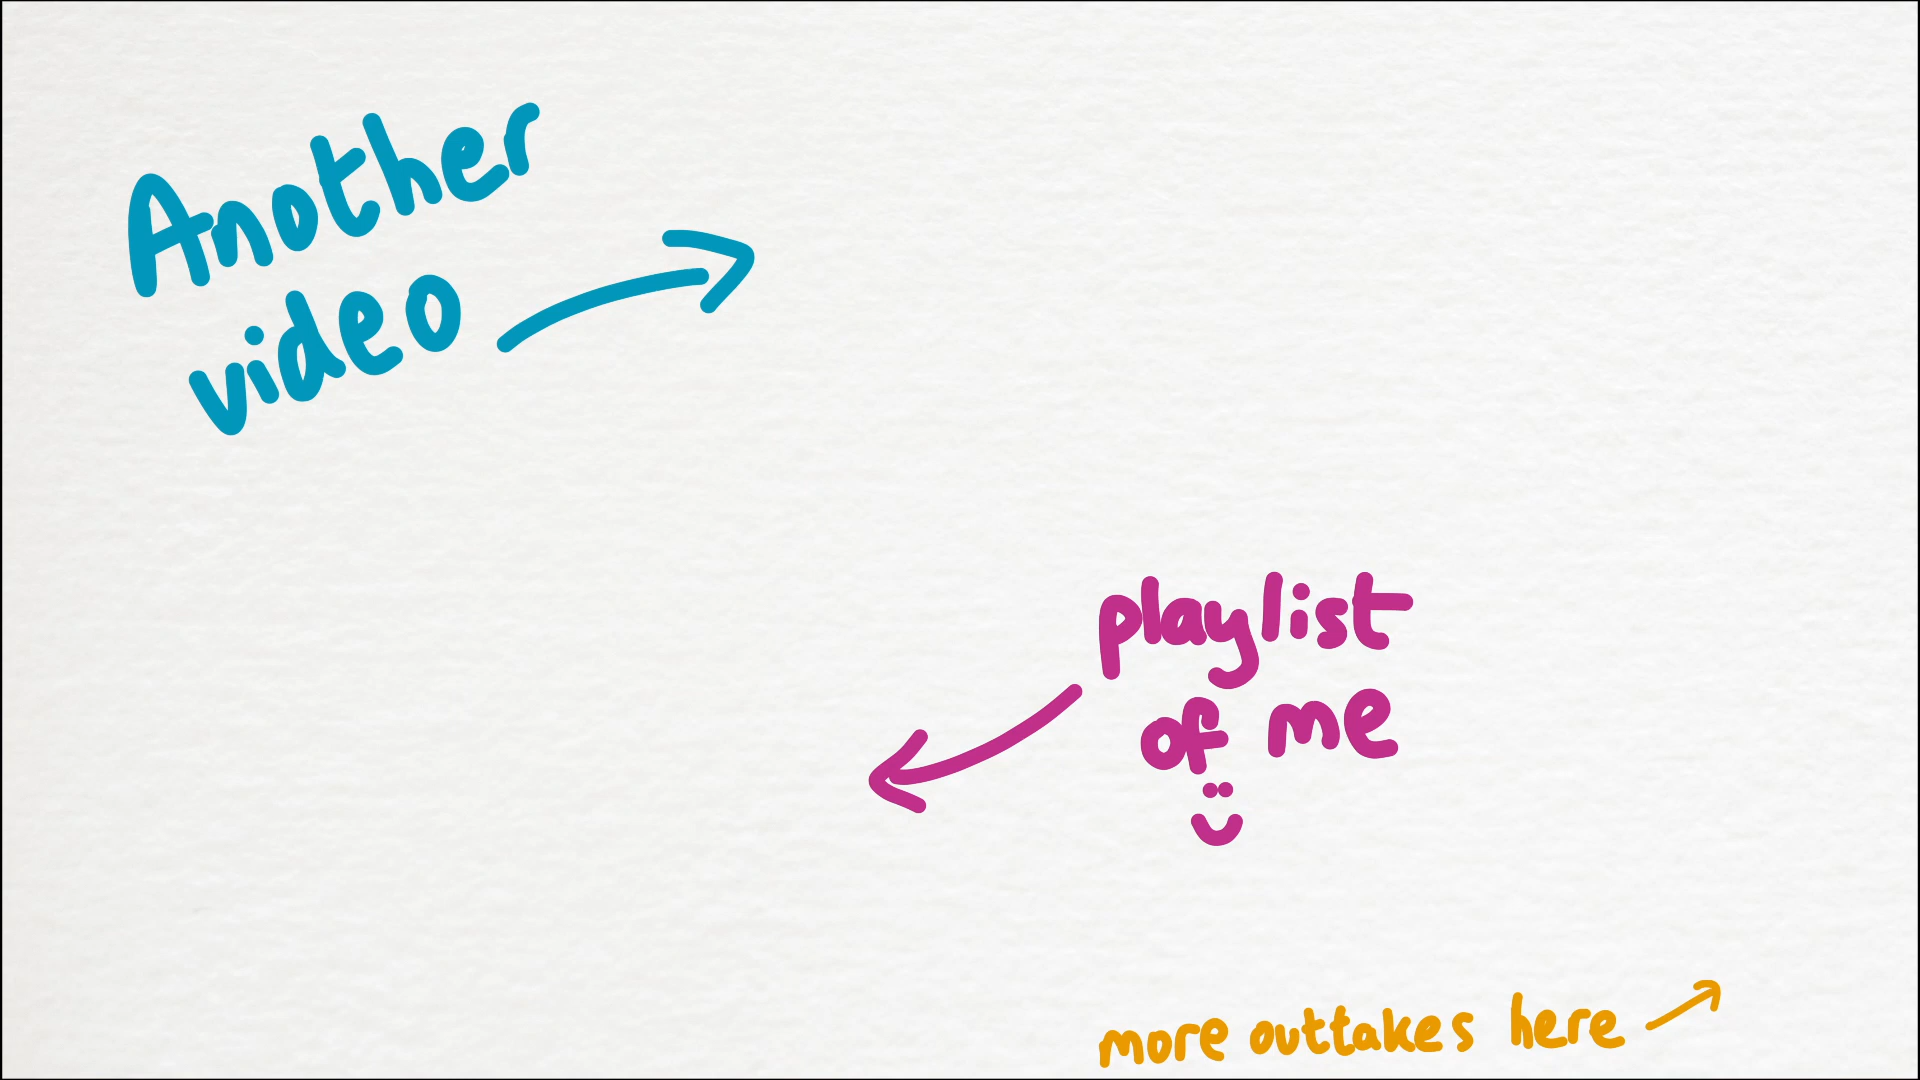 Another
video
playlist
of me
more outtakes here